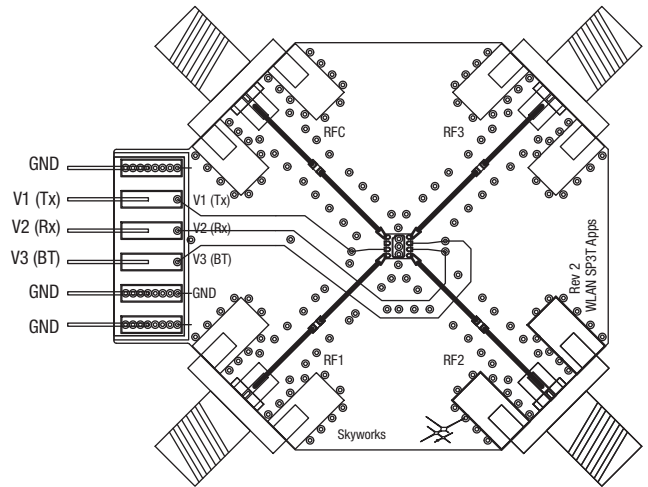 RFC
RF3
GND
V1 (Tx)
V1 (Tx)
V2 (Rx)
V2 (Rx)
V3 (BT)
V3 (BT)
GND
GND
GND
Rev 2
WLAN SP3T Apps
RF1
RF2
Skyworks